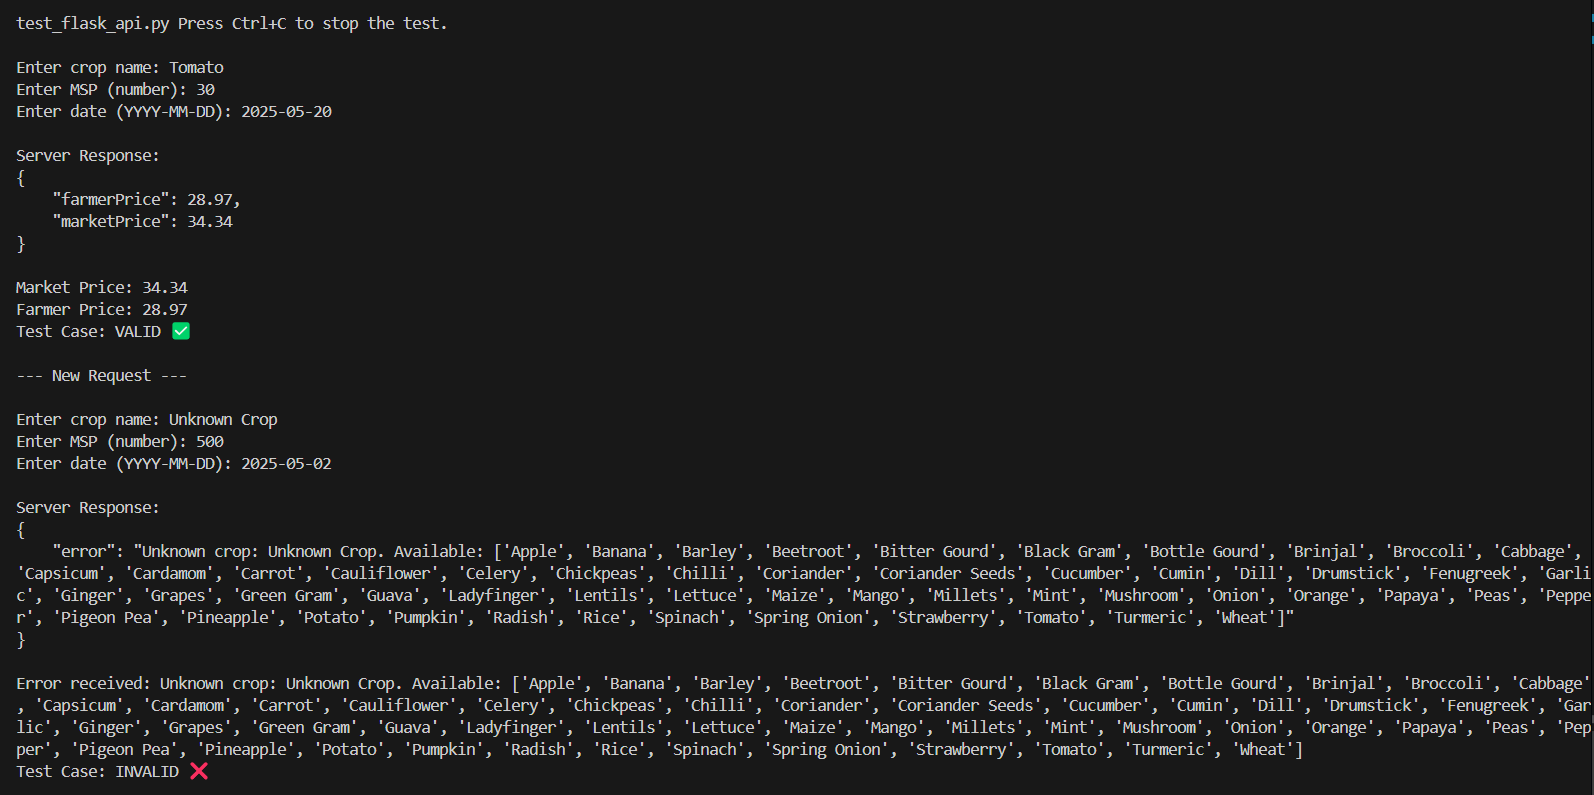 test_flask_api.py Press Ctrl+C to stop the test.
Enter crop name: Tomato
Enter MSP (number): 30
Enter date (YYYY-MM-DD): 2025-05-20
Server Response:
{
    "farmerPrice": 28.97,
    "marketPrice": 34.34
}
Market Price: 34.34
Farmer Price: 28.97
Test Case: VALID ✅
--- New Request ---
Enter crop name: Unknown Crop
Enter MSP (number): 500
Enter date (YYYY-MM-DD): 2025-05-02
Server Response:
{
    "error": "Unknown crop: Unknown Crop. Available: ['Apple', 'Banana', 'Barley', 'Beetroot', 'Bitter Gourd', 'Black Gram', 'Bottle Gourd', 'Brinjal', 'Broccoli', 'Cabbage',
'Capsicum', 'Cardamom', 'Carrot', 'Cauliflower', 'Celery', 'Chickpeas', 'Chilli', 'Coriander', 'Coriander Seeds', 'Cucumber', 'Cumin', 'Dill', 'Drumstick', 'Fenugreek', 'Garli
c', 'Ginger', 'Grapes', 'Green Gram', 'Guava', 'Ladyfinger', 'Lentils', 'Lettuce', 'Maize', 'Mango', 'Millets', 'Mint', 'Mushroom', 'Onion', 'Orange', 'Papaya', 'Peas', 'Peppe
r', 'Pigeon Pea', 'Pineapple', 'Potato', 'Pumpkin', 'Radish', 'Rice', 'Spinach', 'Spring Onion', 'Strawberry', 'Tomato', 'Turmeric', 'Wheat']"
}
Error received: Unknown crop: Unknown Crop. Available: ['Apple', 'Banana', 'Barley', 'Beetroot', 'Bitter Gourd', 'Black Gram', 'Bottle Gourd', 'Brinjal', 'Broccoli', 'Cabbage'
, 'Capsicum', 'Cardamom', 'Carrot', 'Cauliflower', 'Celery', 'Chickpeas', 'Chilli', 'Coriander', 'Coriander Seeds', 'Cucumber', 'Cumin', 'Dill', 'Drumstick', 'Fenugreek', 'Gar
lic', 'Ginger', 'Grapes', 'Green Gram', 'Guava', 'Ladyfinger', 'Lentils', 'Lettuce', 'Maize', 'Mango', 'Millets', 'Mint', 'Mushroom', 'Onion', 'Orange', 'Papaya', 'Peas', 'Pep
per', 'Pigeon Pea', 'Pineapple', 'Potato', 'Pumpkin', 'Radish', 'Rice', 'Spinach', 'Spring Onion', 'Strawberry', 'Tomato', 'Turmeric', 'Wheat']
Test Case: INVALID ❌